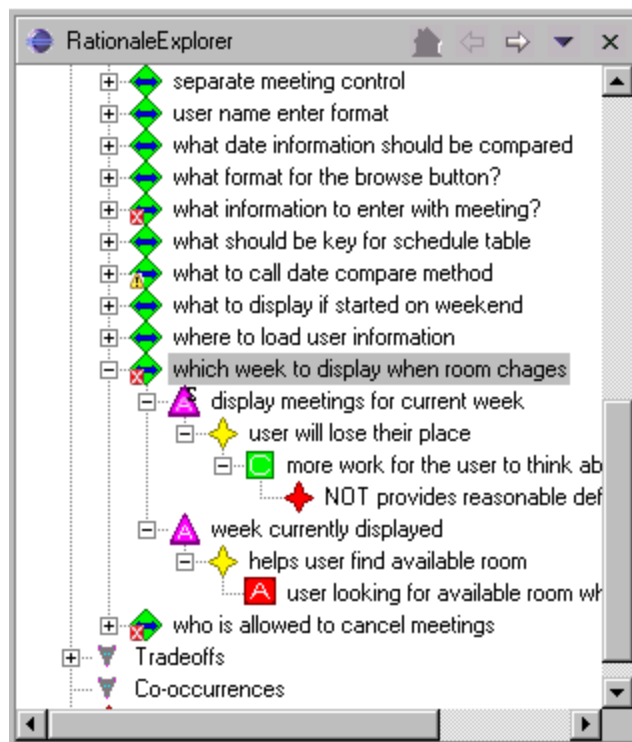 RationaleExplorer
separate meeting control
user name enter format
what date information should be compared
what format for the browse button?
what information to enter with meeting?
what should be key for schedule table
what to call date compare method
what to display if started on weekend
where to load user information
which week to display when room chages
A S display meetings for current week
user will lose their place
C more work for the user to think ab
NOT provides reasonable def
A week currently displayed
helps user find available room
A user looking for available room wh
who is allowed to cancel meetings
Tradeoffs
Co-occurrences